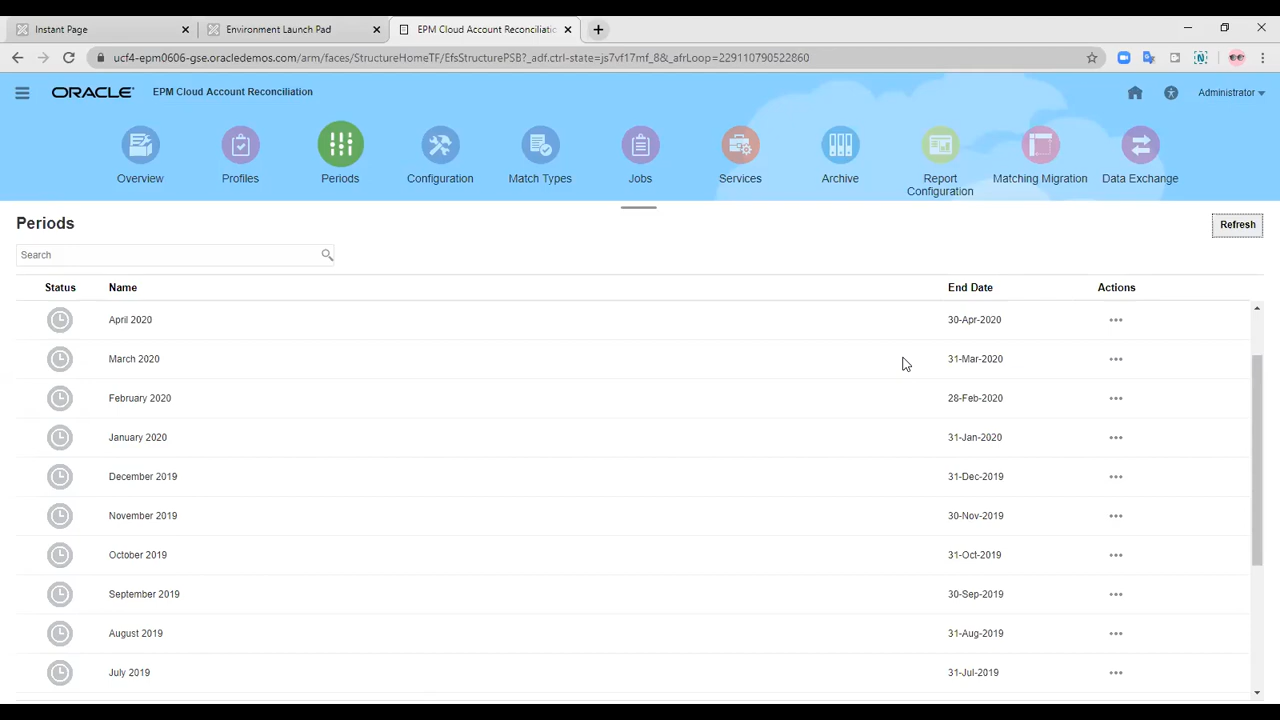 Instant Page
Environment Launch Pad
EPM Cloud Account Reconciliatio
ucf4-epm0606-gse.oracledemos.com/arm/faces/StructureHomeTF/EfsStructurePSB?_adf.ctrl-state=js7vf17mf_8&_afrLoop=229110790522860
ORACLE EPM Cloud Account Reconciliation
Administrator
Overview
Profiles
Periods
Configuration
Match Types
Jobs
Services
Archive
Report
Configuration
Matching Migration
Data Exchange
Periods
Refresh
Search
Status Name End Date Actions
April 2020 30-Apr-2020
March 2020 31-Mar-2020
February 2020 28-Feb-2020
January 2020 31-Jan-2020
December 2019 31-Dec-2019
November 2019 30-Nov-2019
October 2019 31-Oct-2019
September 2019 30-Sep-2019
August 2019 31-Aug-2019
July 2019 31-Jul-2019